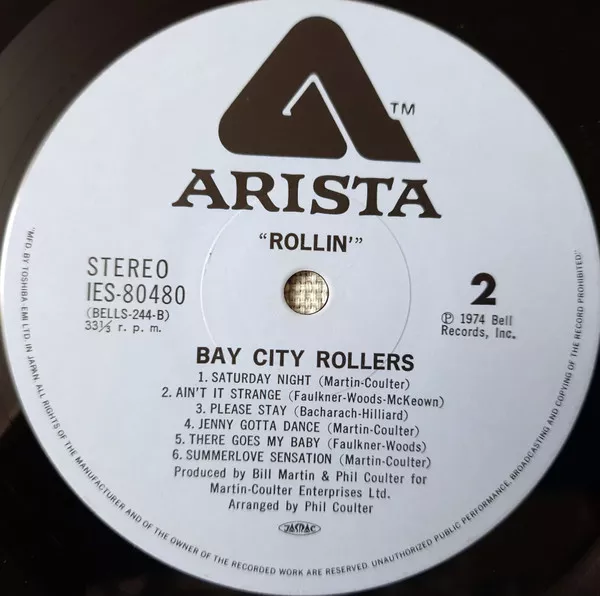 TM
ARISTA
"ROLLIN'"
STEREO
IES-80480
(BELLS-244-B)
33⅓ r. p. m.
2
Ⓟ 1974 Bell
Records, Inc.
BAY CITY ROLLERS
1. SATURDAY NIGHT (Martin-Coulter)
2. AIN'T IT STRANGE (Faulkner-Woods-McKeown)
3. PLEASE STAY (Bacharach-Hilliard)
4. JENNY GOTTA DANCE (Martin-Coulter)
5. THERE GOES MY BABY (Faulkner-Woods)
6. SUMMERLOVE SENSATION (Martin-Coulter)
Produced by Bill Martin & Phil Coulter for
Martin-Coulter Enterprises Ltd.
Arranged by Phil Coulter
JASRAC
"MFD. BY TOSHIBA EMI LTD. IN JAPAN. ALL RIGHTS OF THE MANUFACTURER AND OF THE OWNER OF THE RECORDED WORK ARE RESERVED. UNAUTHORIZED PUBLIC PERFORMANCE, BROADCASTING AND COPYING OF THE RECORD PROHIBITED."